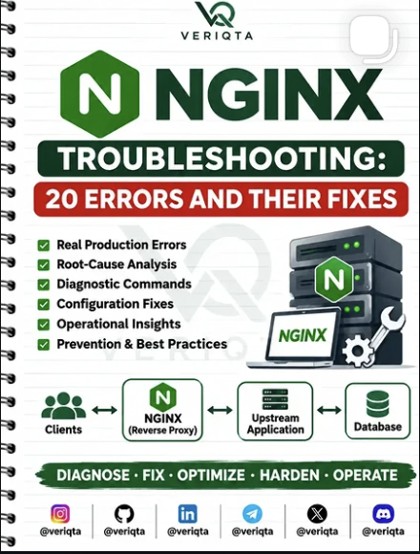 VERIQTA
N NGINX
TROUBLESHOOTING:
20 ERRORS AND THEIR FIXES
Real Production Errors
Root-Cause Analysis
Diagnostic Commands
Configuration Fixes
Operational Insights
Prevention & Best Practices
VERIQTA
N
NGINX
Clients
N
NGINX
(Reverse Proxy)
Upstream
Application
Database
DIAGNOSE · FIX · OPTIMIZE · HARDEN · OPERATE
@veriqta
@veriqta
@veriqta
@veriqta
@veriqta
@veriqta